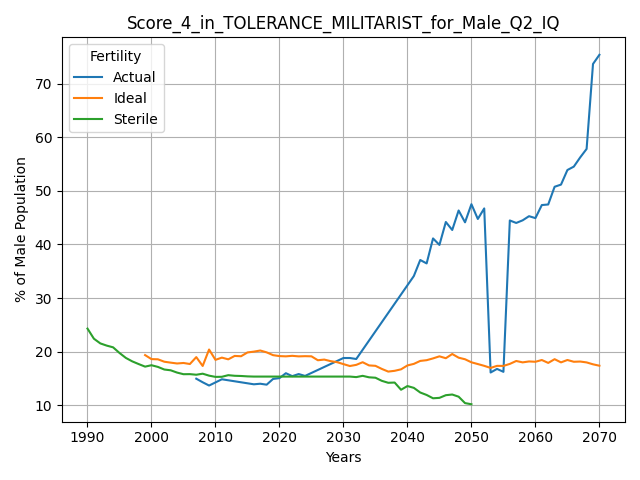 Score_4_in_TOLERANCE_MILITARIST_for_Male_Q2_IQ
Fertility
Actual
Ideal
Sterile
% of Male Population
70
60
50
40
30
20
10
1990 2000 2010 2020 2030 2040 2050 2060 2070
Years